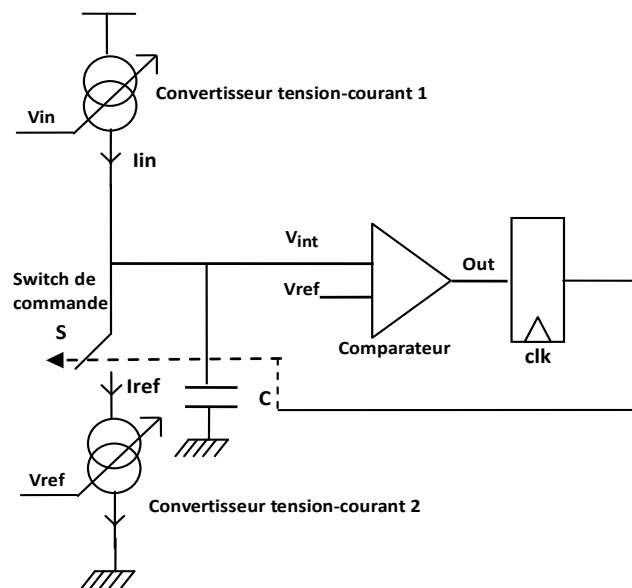 Convertisseur tension-courant 1
Vin
Iin
Vint
Out
Switch de
commande
Vref
S
Comparateur
clk
Iref
C
Vref
Convertisseur tension-courant 2